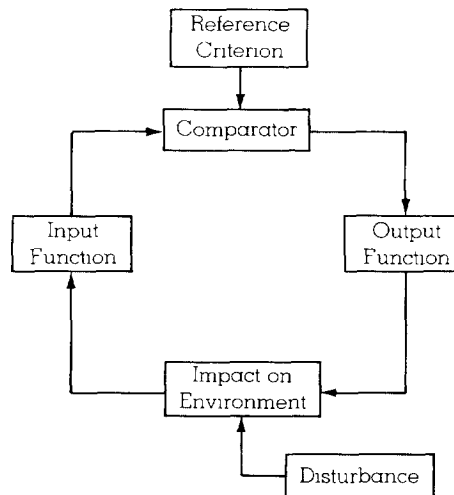 Reference
Criterion
Comparator
Input
Function
Output
Function
Impact on
Environment
Disturbance